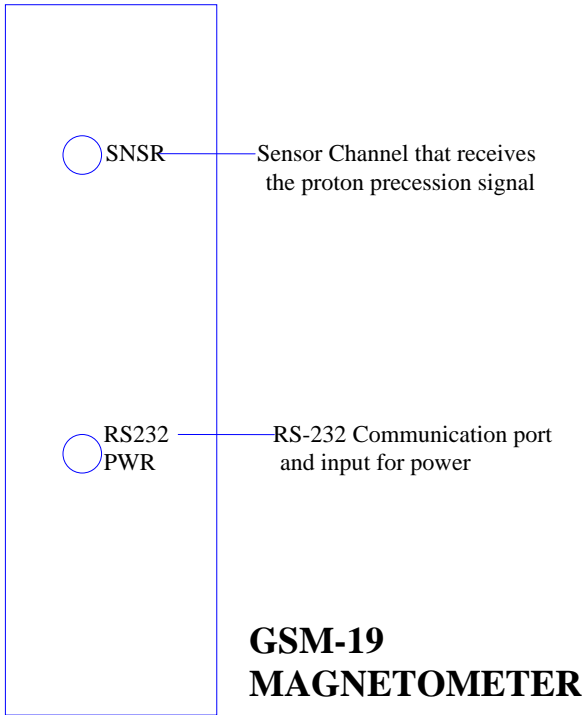 SNSR
Sensor Channel that receives
the proton precession signal
RS232
PWR
RS-232 Communication port
and input for power
GSM-19
MAGNETOMETER